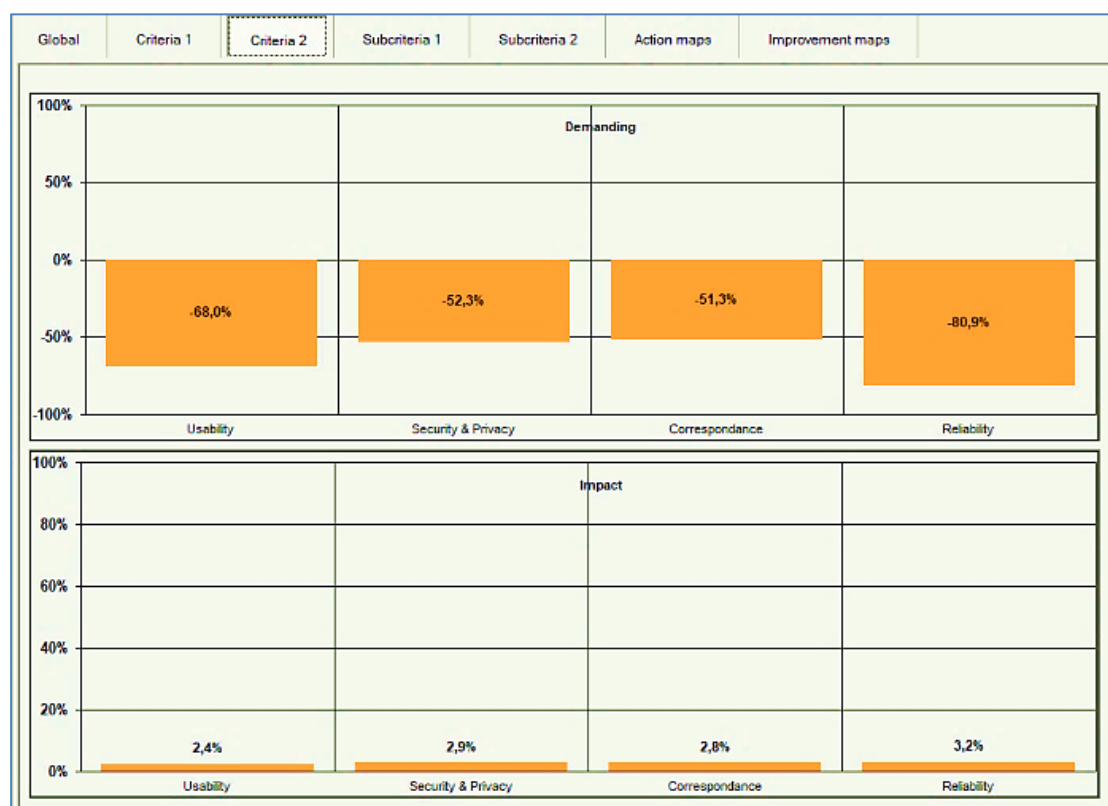 Global Criteria 1 Criteria 2 Subcriteria 1 Subcriteria 2 Action maps Improvement maps
Demanding
100%
50%
0%
-50%
-100%
-68,0% -52,3% -51,3% -80,9%
Usability Security & Privacy Correspondance Reliability
Impact
100%
80%
60%
40%
20%
0%
2,4% 2,9% 2,8% 3,2%
Usability Security & Privacy Correspondance Reliability